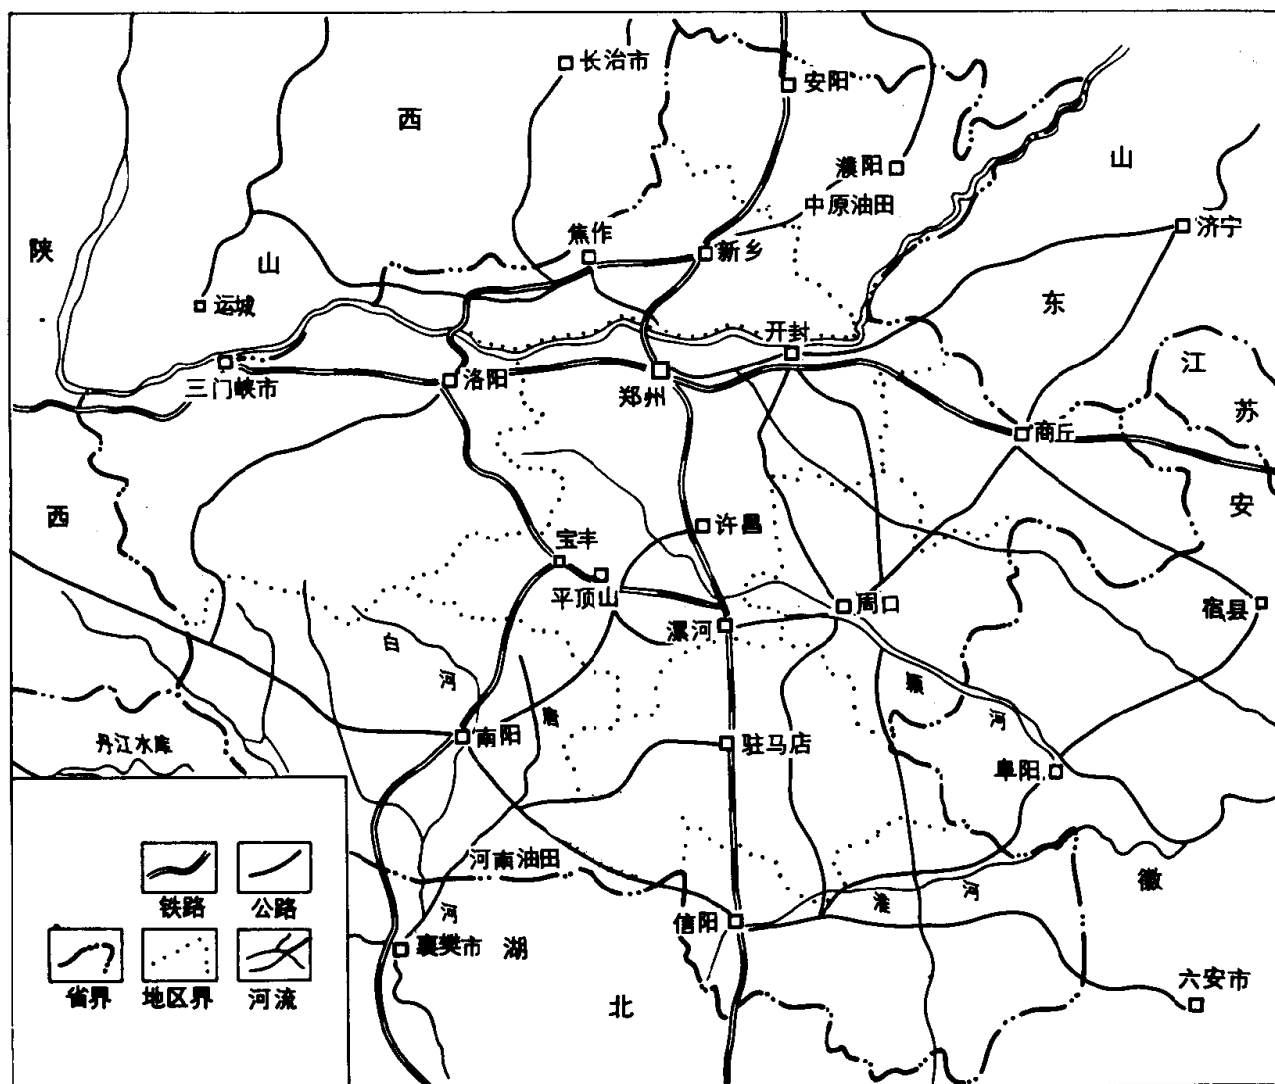 长治市
安阳
西
濮阳
山
中原油田
济宁
陕
焦作
新乡
山
运城
东
开封
江
三门峡市
洛阳
郑州
苏
商丘
西
许昌
安
宝丰
平顶山
周口
宿县
漯河
白
河
颍
河
唐
南阳
丹江水库
驻马店
阜阳
河南油田
徽
淮
河
河
信阳
襄樊市
湖
北
六安市
铁路
公路
省界
地区界
河流